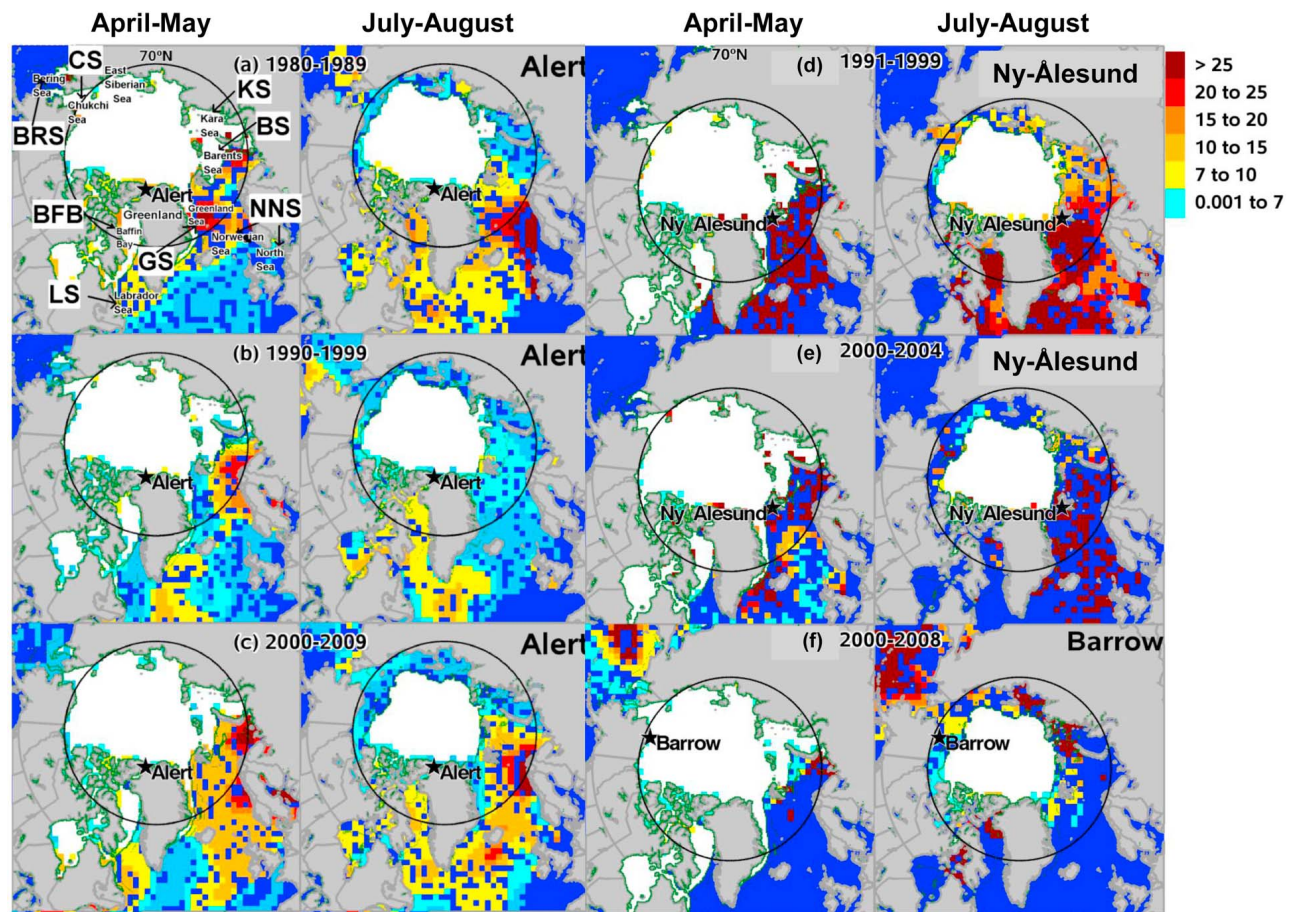 April-May
July-August
April-May
July-August
CS
East
Siberian
Sea
70ºN
(a) 1980-1989
Alert
70ºN
(d) 1991-1999
Ny-Ålesund
> 25
20 to 25
15 to 20
10 to 15
7 to 10
0.001 to 7
Bering
Sea
Chukchi
Sea
KS
Kara
Sea
BRS
BS
Barents
Sea
Alert
Alert
BFB
Greenland
Greenland
Sea
NNS
Ny Alesund
Ny Alesund
Baffin
Bay
Norwegian
Sea
North
Sea
GS
LS
Labrador
Sea
(b) 1990-1999
Alert
(e) 2000-2004
Ny-Ålesund
Alert
Alert
Ny Alesund
Ny Alesund
(c) 2000-2009
Alert
(f) 2000-2008
Barrow
Alert
Alert
Barrow
Barrow